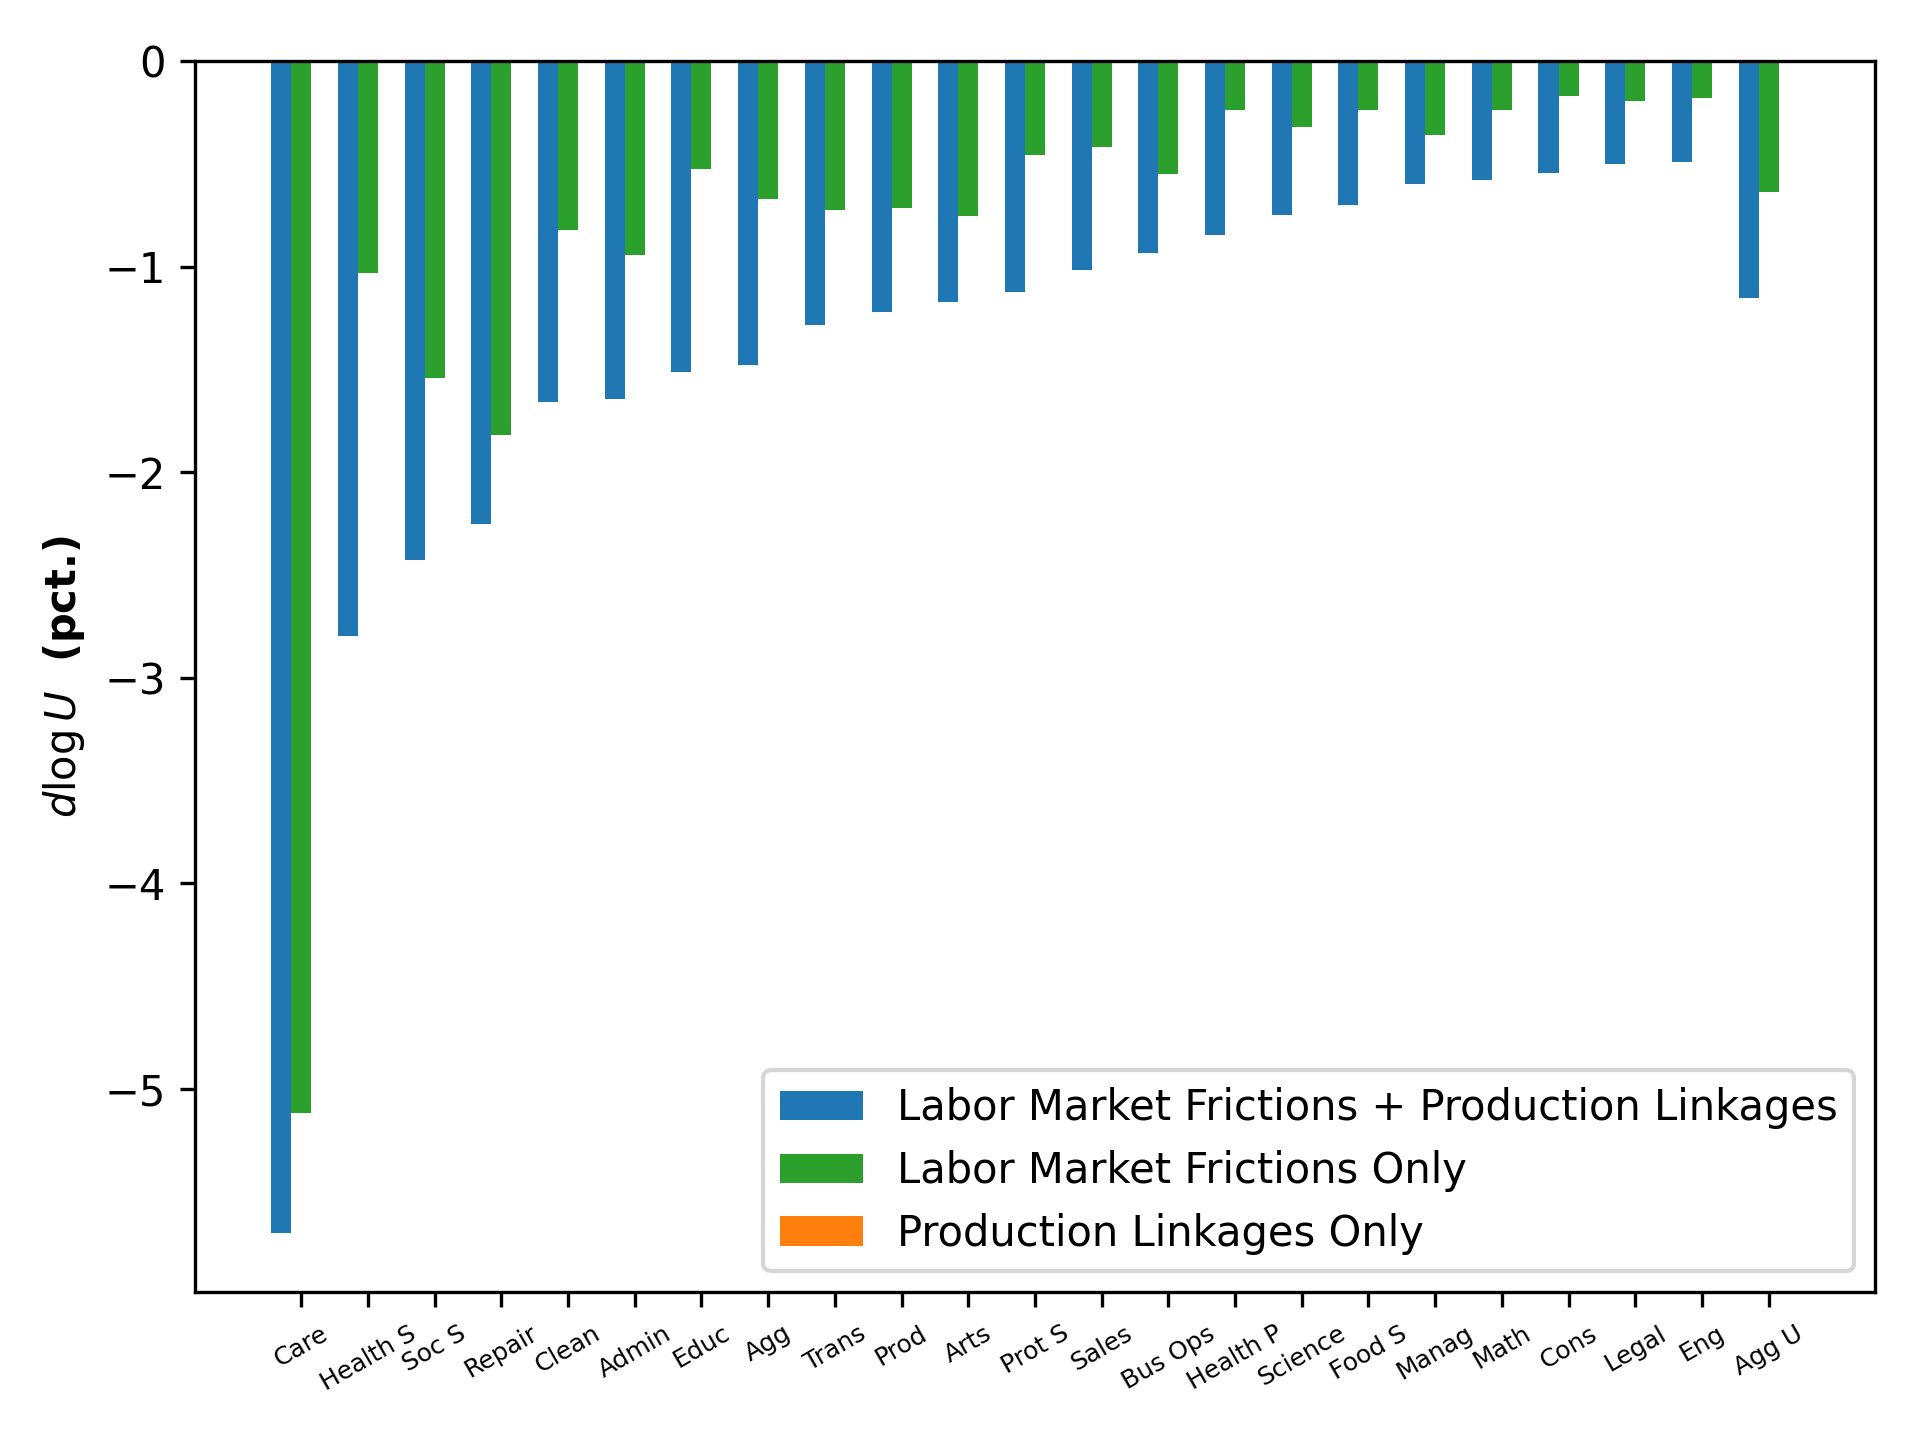 0
−1
−2
−3
−4
−5
dlog U (pct.)
Labor Market Frictions + Production Linkages
Labor Market Frictions Only
Production Linkages Only
Care
Health S
Soc S
Repair
Clean
Admin
Educ
Agg
Trans
Prod
Arts
Prot S
Sales
Bus Ops
Health P
Science
Food S
Manag
Math
Cons
Legal
Eng
Agg U